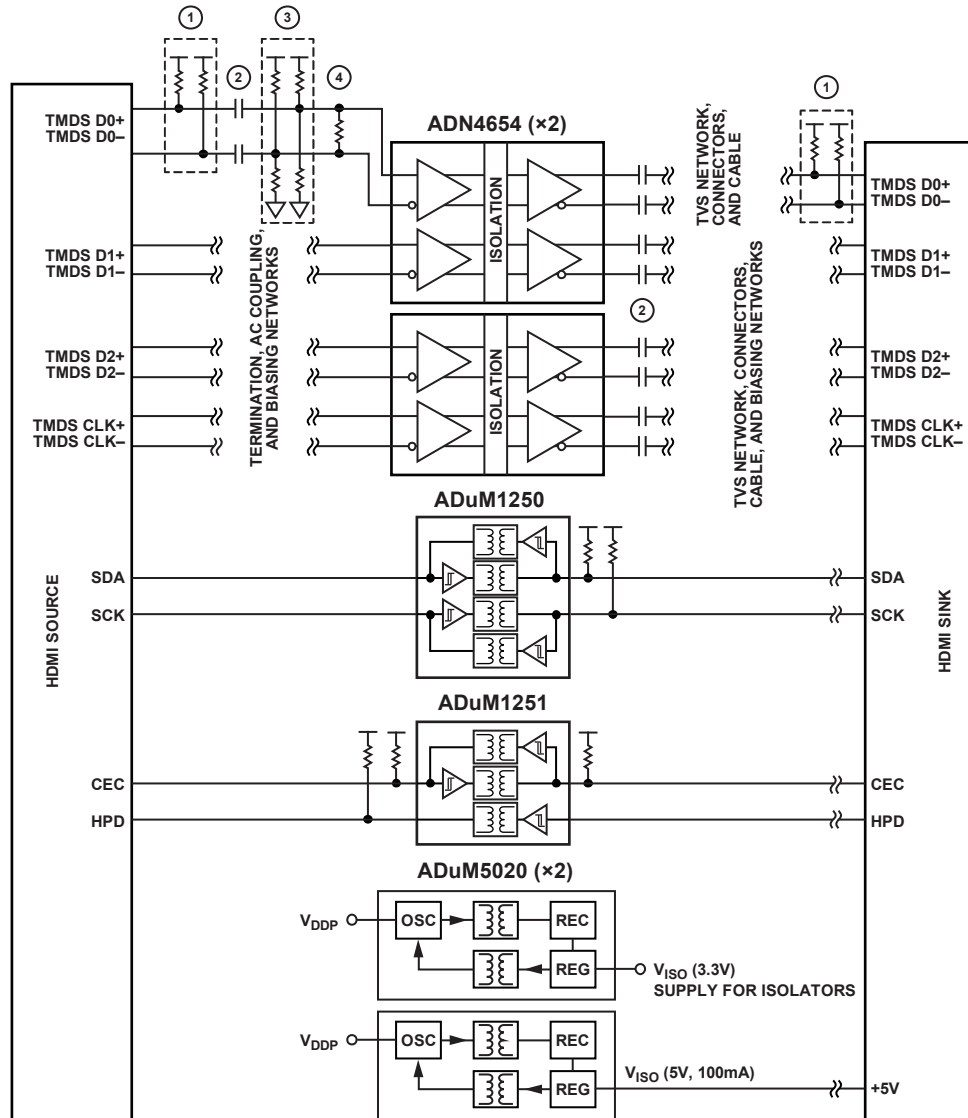 1
3
2
4
1
TMDS D0+
TMDS D0–
ADN4654 (×2)
ISOLATION
TVS NETWORK,
CONNECTORS,
AND CABLE
TMDS D0+
TMDS D0–
TMDS D1+
TMDS D1–
TERMINATION, AC COUPLING,
AND BIASING NETWORKS
TVS NETWORK, CONNECTORS,
CABLE, AND BIASING NETWORKS
TMDS D1+
TMDS D1–
2
TMDS D2+
TMDS D2–
ISOLATION
TMDS D2+
TMDS D2–
TMDS CLK+
TMDS CLK–
TMDS CLK+
TMDS CLK–
ADuM1250
HDMI SOURCE
SDA
SCK
SDA
SCK
HDMI SINK
ADuM1251
CEC
HPD
CEC
HPD
ADuM5020 (×2)
VDDP
OSC
REC
REG
VISO (3.3V)
SUPPLY FOR ISOLATORS
VDDP
OSC
REC
REG
VISO (5V, 100mA)
+5V